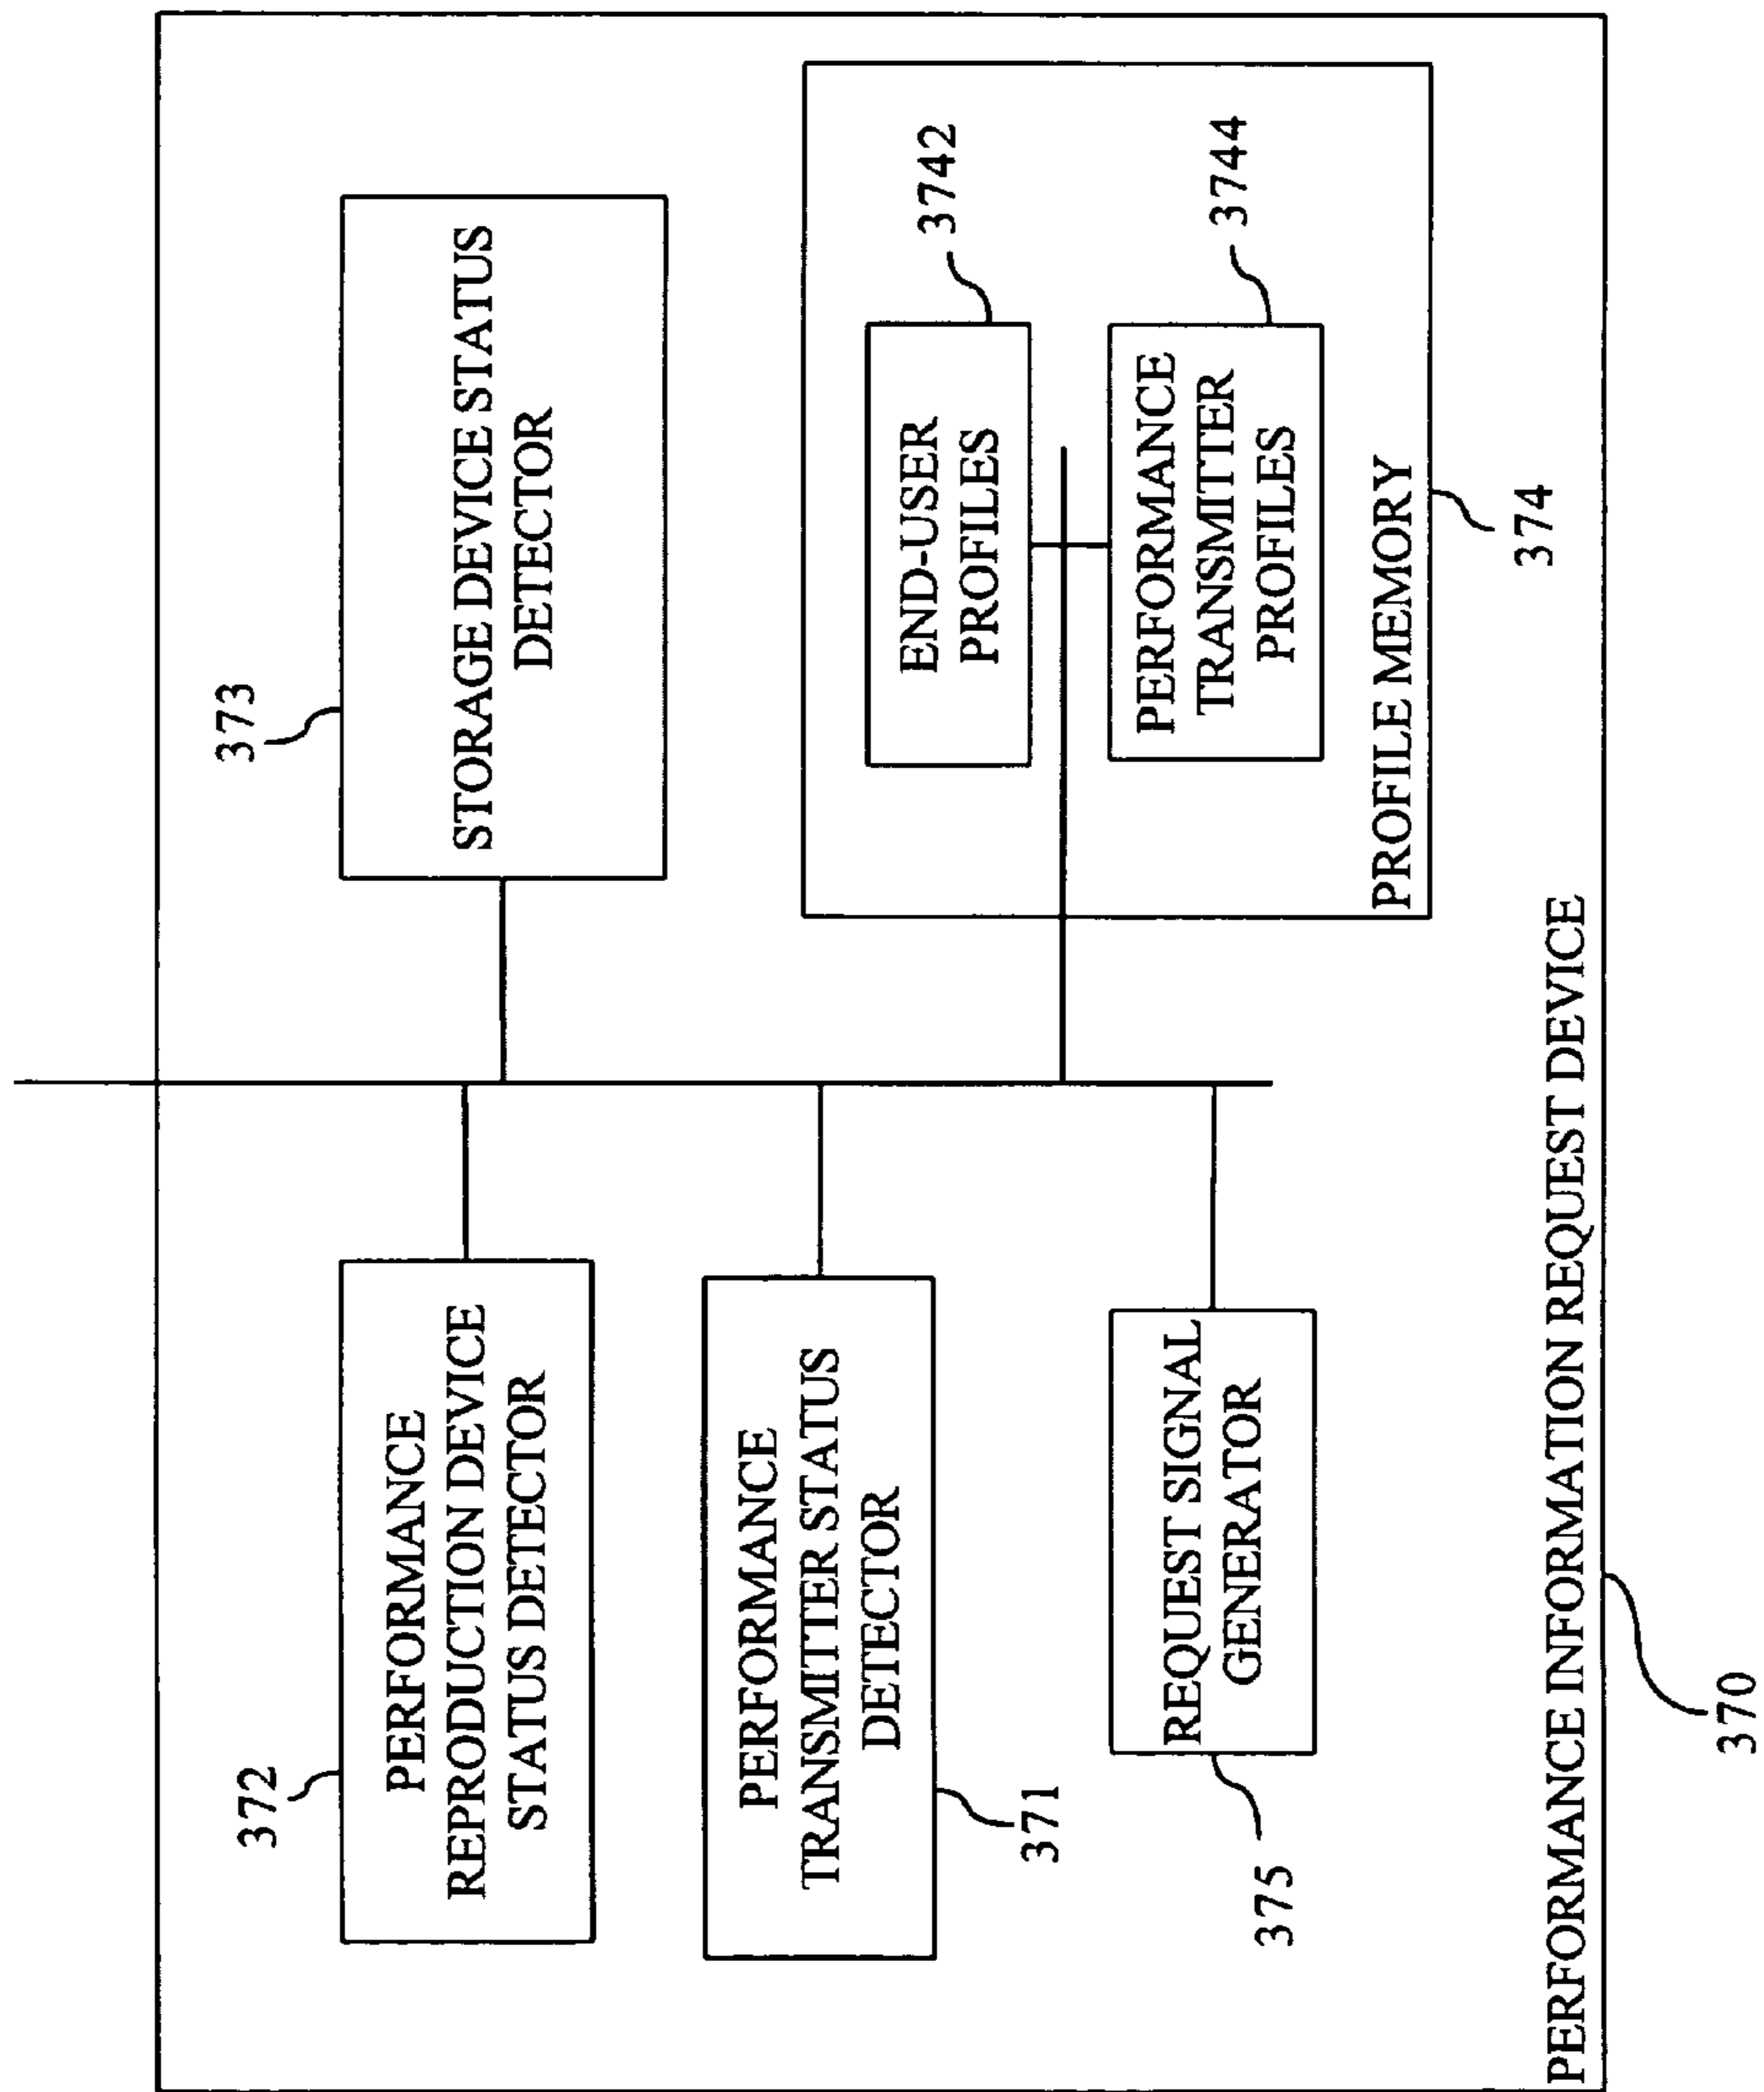 372
PERFORMANCE
REPRODUCTION DEVICE
STATUS DETECTOR
373
STORAGE DEVICE STATUS
DETECTOR
PERFORMANCE
TRANSMITTER STATUS
DETECTOR
371
REQUEST SIGNAL
GENERATOR
375
END-USER
PROFILES
3742
PERFORMANCE
TRANSMITTER
PROFILES
3744
PROFILE MEMORY
374
PERFORMANCE INFORMATION REQUEST DEVICE
370